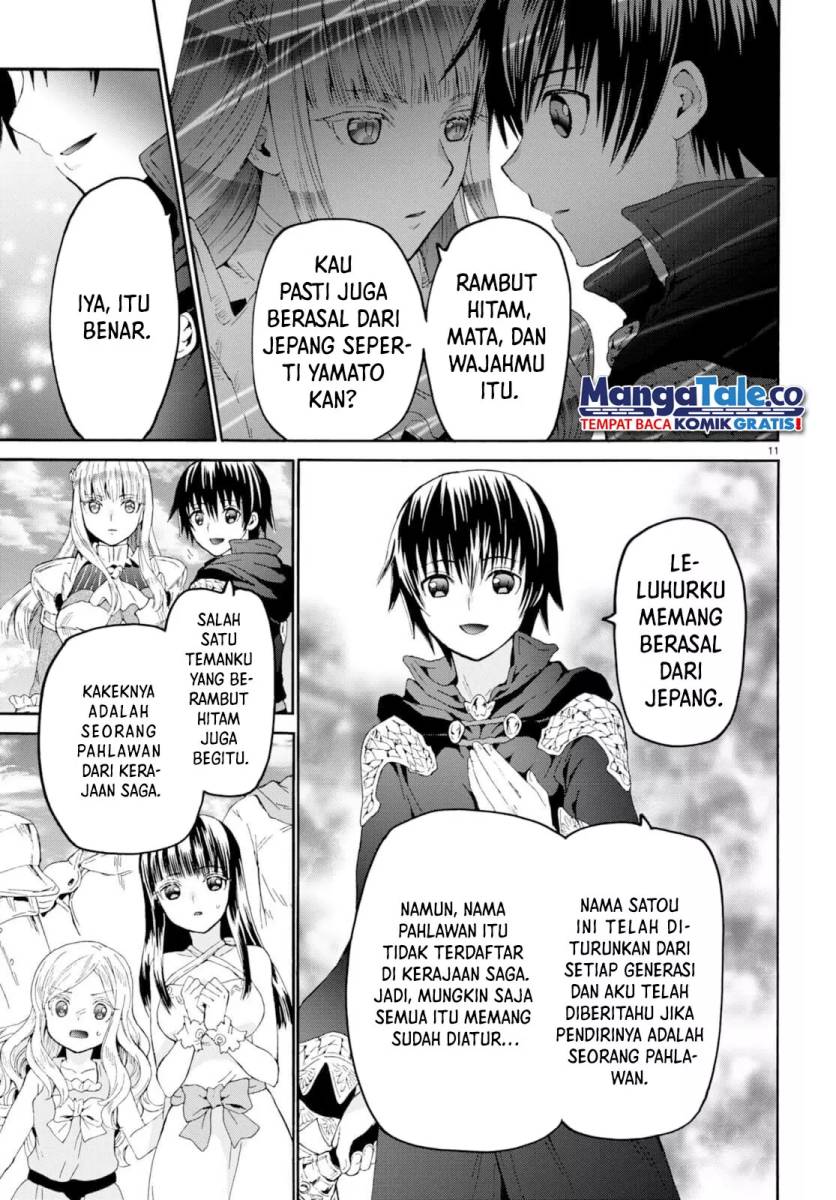 RAMBUT
HITAM,
MATA, DAN
WAJAHMU
ITU.
KAU
PASTI JUGA
BERASAL DARI
JEPANG SEPER-
TI YAMATO
KAN?
IYA, ITU
BENAR.
MangaTale.co
TEMPAT BACA KOMIK GRATIS!
11
LE-
LUHURKU
MEMANG
BERASAL
DARI
JEPANG.
NAMA SATOU
INI TELAH DI-
TURUNKAN DARI
SETIAP GENERASI
DAN AKU TELAH
DIBERITAHU JIKA
PENDIRINYA ADALAH
SEORANG PAHLA-
WAN.
NAMUN, NAMA
PAHLAWAN ITU
TIDAK TERDAFTAR
DI KERAJAAN SAGA.
JADI, MUNGKIN SAJA
SEMUA ITU MEMANG
SUDAH DIATUR...
SALAH
SATU
TEMANKU
YANG BE-
RAMBUT
HITAM
JUGA
BEGITU.
KAKEKNYA
ADALAH
SEORANG
PAHLAWAN
DARI KERA-
JAAN SAGA.